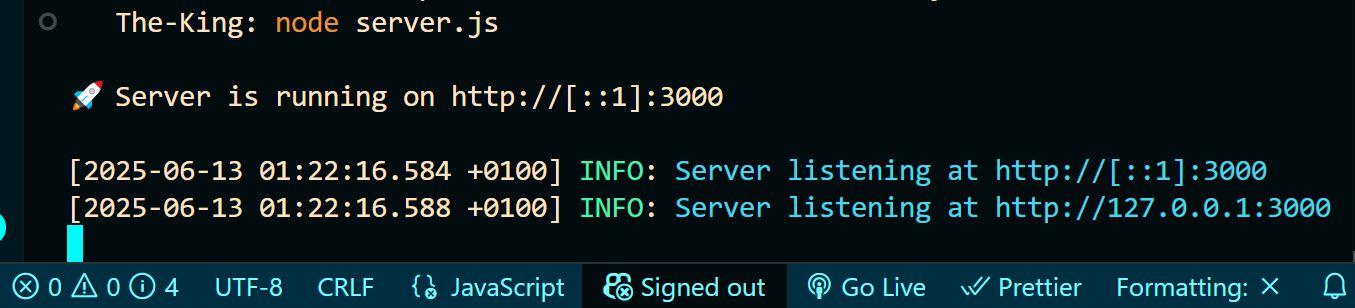 The-King: node server.js
🚀 Server is running on http://[::1]:3000
[2025-06-13 01:22:16.584 +0100] INFO: Server listening at http://[::1]:3000
[2025-06-13 01:22:16.588 +0100] INFO: Server listening at http://127.0.0.1:3000
0 0 4 UTF-8 CRLF JavaScript Signed out Go Live Prettier Formatting: ×